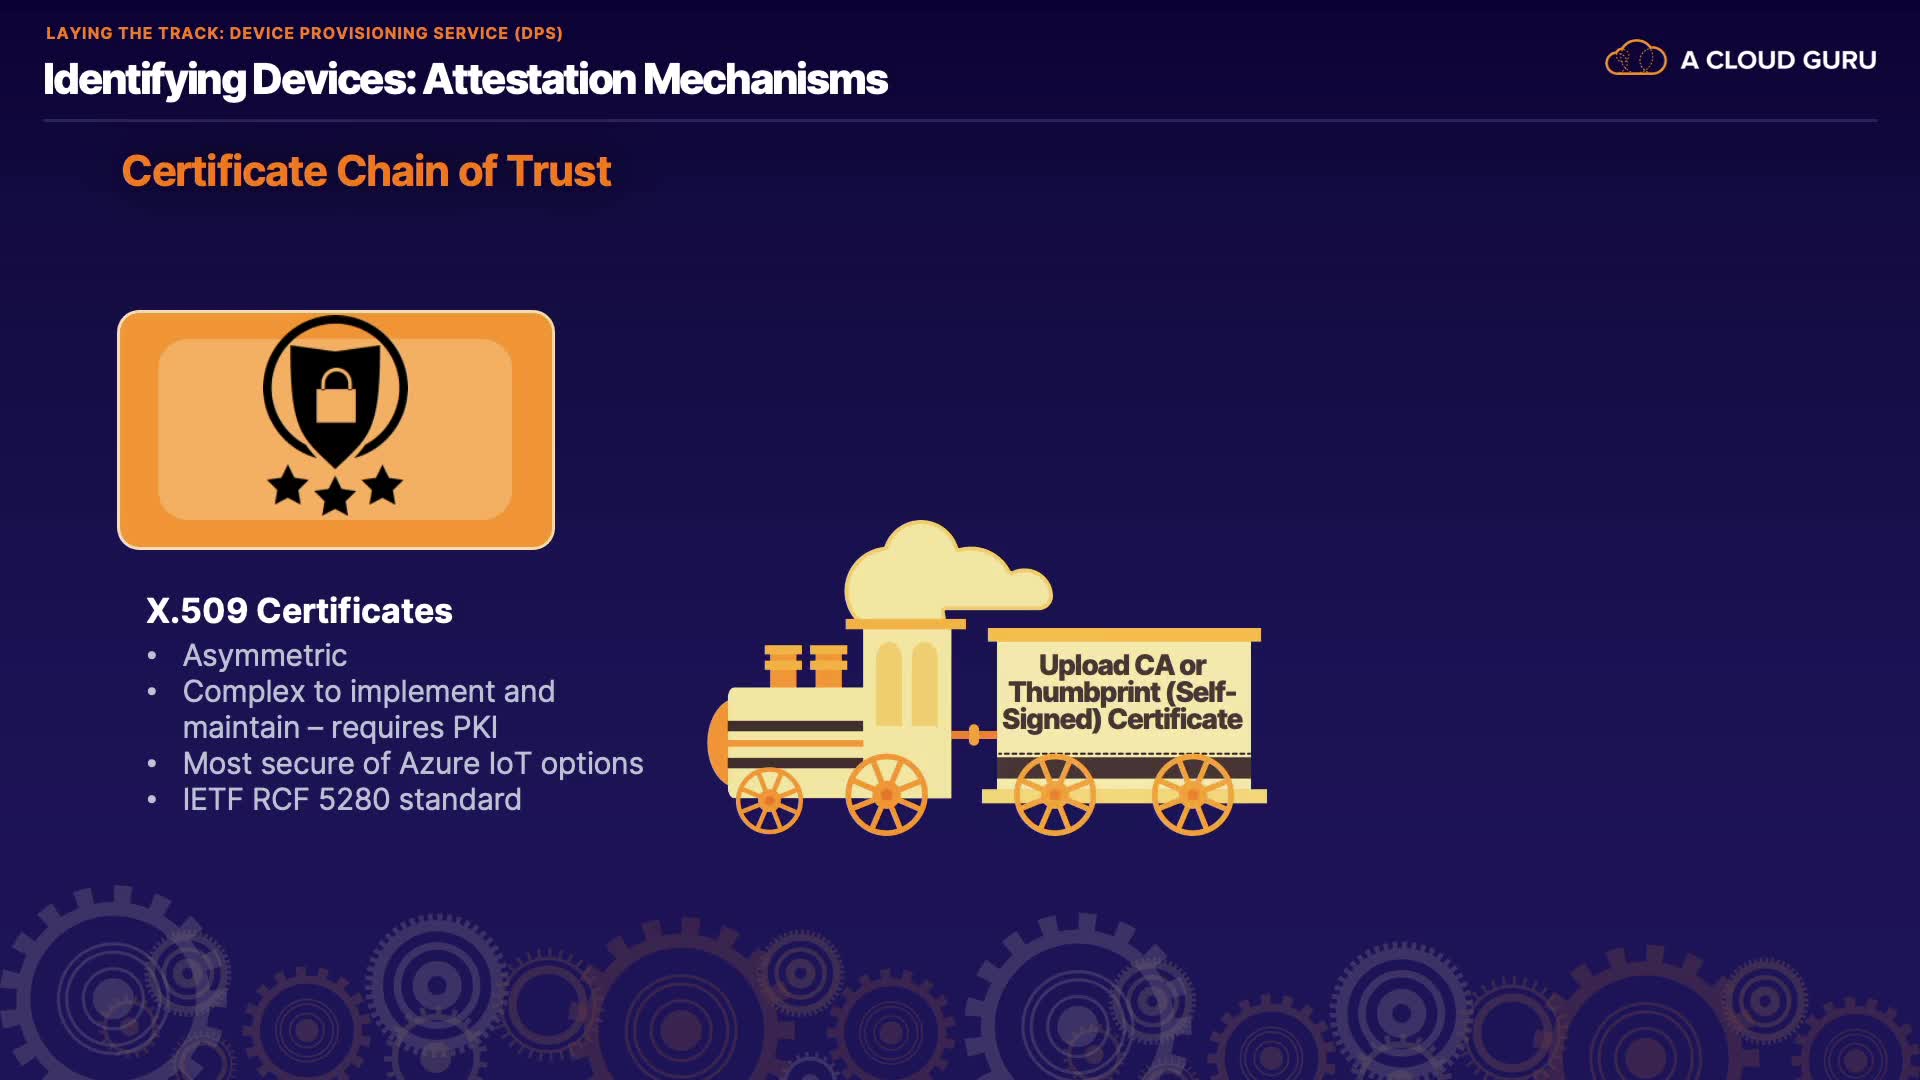 LAYING THE TRACK: DEVICE PROVISIONING SERVICE (DPS)
Identifying Devices: Attestation Mechanisms
A CLOUD GURU
Certificate Chain of Trust
X.509 Certificates
• Asymmetric
• Complex to implement and
maintain – requires PKI
• Most secure of Azure IoT options
• IETF RCF 5280 standard
Upload CA or
Thumbprint (Self-
Signed) Certificate